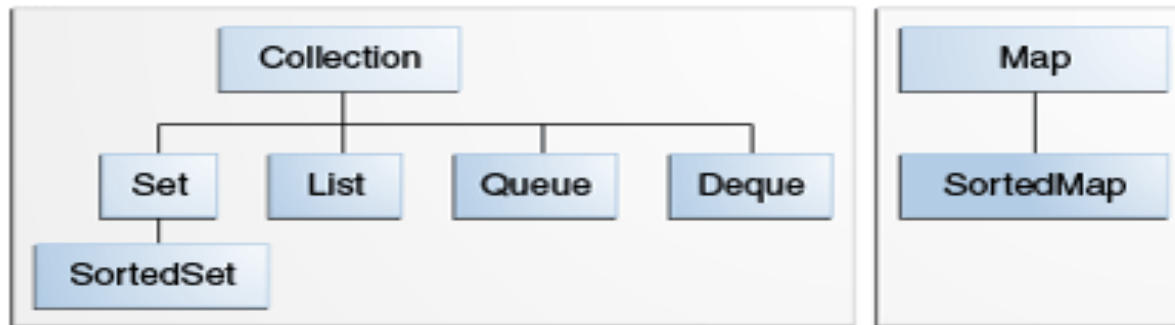 Collection
Map
Set
List
Queue
Deque
SortedMap
SortedSet